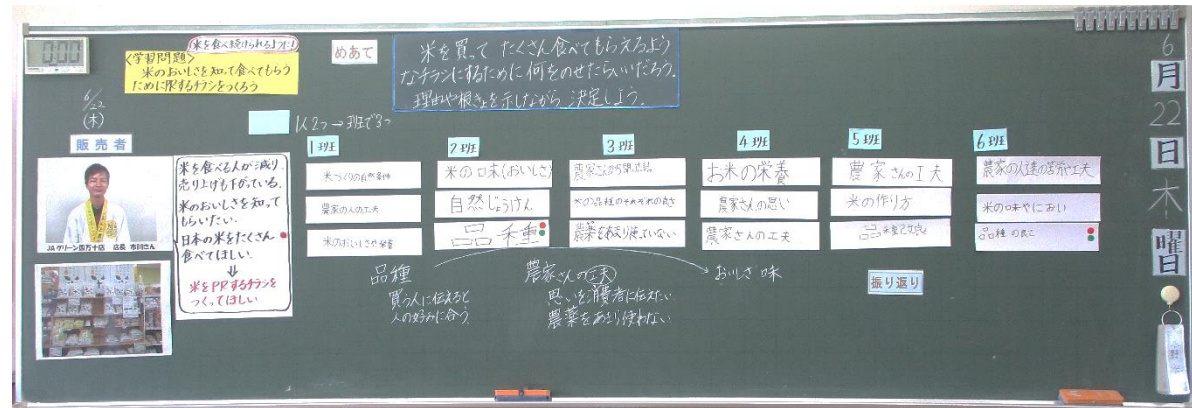 0:00
米を食べ続けられるように!
<学習問題>
米のおいしさを知って食べてもらう
ためにPRするチラシをつくろう
めあて
米を買って たくさん食べてもらえるよう
なチラシにするために何をのせたらいいだろう。
理由や根きょを示しながら、決定しよう。
6/22
(木)
1人2つ→班で3つ
販売者
JAグリーン四万十店 店長 市川さん
米を食べる人が減り
売り上げも下がっている。
米のおいしさを知って
もらいたい。
日本の米をたくさん
食べてほしい。
↓
米をPRするチラシを
つくってほしい
1班
米づくりの自然条件
農家の人の工夫
米のおいしさや栄養
2班
米の味(おいしさ)
自然じょうけん
品種
3班
米の品種のそれぞれの良さ
農薬をあまり使っていない
4班
お米の栄養
農家さんの思い
農家さんの工夫
5班
農家さんの工夫
米の作り方
6班
農家の人達の苦労や工夫
米の味やにおい
品種の良さ
品種
買う人に伝えると
人の好みに合う。
農家さんの工夫
思いを消費者に伝えたい
農薬をあまり使わない
おいしさ 味
振り返り
6
月
22
日
木
曜日